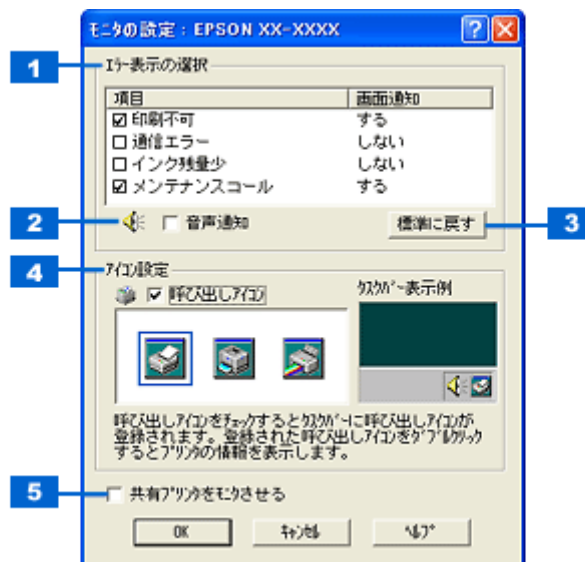 ﾓﾆﾀの設定：EPSON XX-XXXX
1
ｴﾗｰ表示の選択
項目 画面通知
印刷不可 する
通信エラー しない
インク残量少 しない
メンテナンスコール する
2
音声通知
標準に戻す
3
4
ｱｲｺﾝ設定
呼び出しｱｲｺﾝ
ﾀｽｸﾊﾞｰ表示例
呼び出しｱｲｺﾝをﾁｪｯｸするとﾀｽｸﾊﾞｰに呼び出しｱｲｺﾝが
登録されます。登録された呼び出しｱｲｺﾝをﾀﾞﾌﾞﾙｸﾘｯｸ
するとﾌﾟﾘﾝﾀの情報を表示します。
5
共有ﾌﾟﾘﾝﾀをﾓﾆﾀさせる
OK
ｷｬﾝｾﾙ
ﾍﾙﾌﾟ